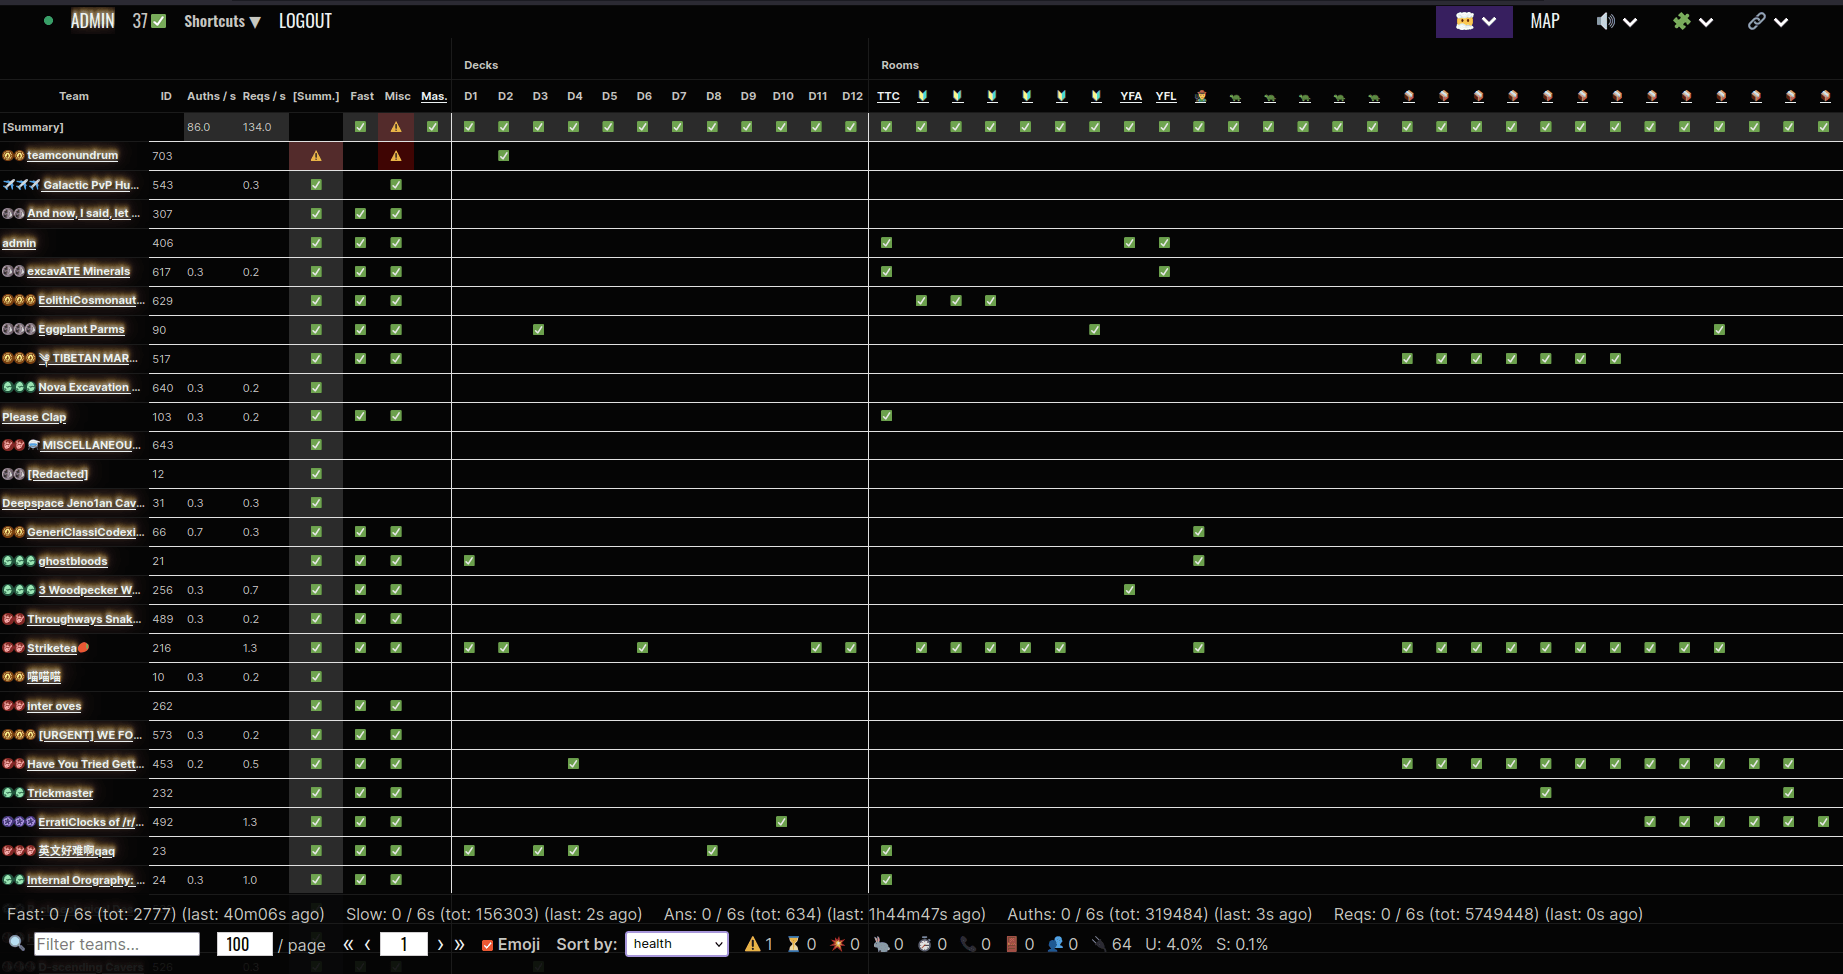 ADMIN 37✅ Shortcuts ▼ LOGOUT MAP
Decks Rooms
Team ID Auths / s Reqs / s [Summ.] Fast Misc Mas. D1 D2 D3 D4 D5 D6 D7 D8 D9 D10 D11 D12 TTC YFA YFL
[Summary] 86.0 134.0
teamconundrum 703
Galactic PvP Hu... 543 0.3
And now, I said, let ... 307
admin 406
excavATE Minerals 617 0.3 0.2
EolithiCosmonaut... 629
Eggplant Parms 90
TIBETAN MAR... 517
Nova Excavation ... 640 0.3 0.2
Please Clap 103 0.3 0.2
MISCELLANEOU... 643
[Redacted] 12
Deepspace Jeno1an Cav... 31 0.3 0.3
GeneriClassiCodexi... 66 0.7 0.3
ghostbloods 21
3 Woodpecker W... 256 0.3 0.7
Throughways Snak... 489 0.3 0.2
Striketea 216 1.3
喵喵喵 10 0.3 0.2
inter oves 262
[URGENT] WE FO... 573 0.3 0.2
Have You Tried Gett... 453 0.2 0.5
Trickmaster 232
ErratiClocks of /r/... 492 1.3
英文好难啊qaq 23
Internal Orography: ... 24 0.3 1.0
Fast: 0 / 6s (tot: 2777) (last: 40m06s ago) Slow: 0 / 6s (tot: 156303) (last: 2s ago) Ans: 0 / 6s (tot: 634) (last: 1h44m47s ago) Auths: 0 / 6s (tot: 319484) (last: 3s ago) Reqs: 0 / 6s (tot: 5749448) (last: 0s ago)
Filter teams... 100 / page « ‹ 1 › » Emoji Sort by: health 1 0 0 0 0 0 0 0 64 U: 4.0% S: 0.1%
D-scending Cavers 526 0.3